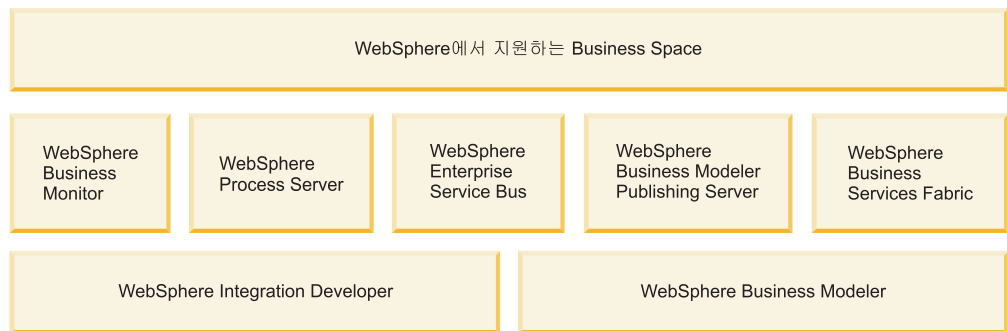 WebSphere에서 지원하는 Business Space
WebSphere
Business
Monitor
WebSphere
Process Server
WebSphere
Enterprise
Service Bus
WebSphere
Business Modeler
Publishing Server
WebSphere
Business
Services Fabric
WebSphere Integration Developer
WebSphere Business Modeler